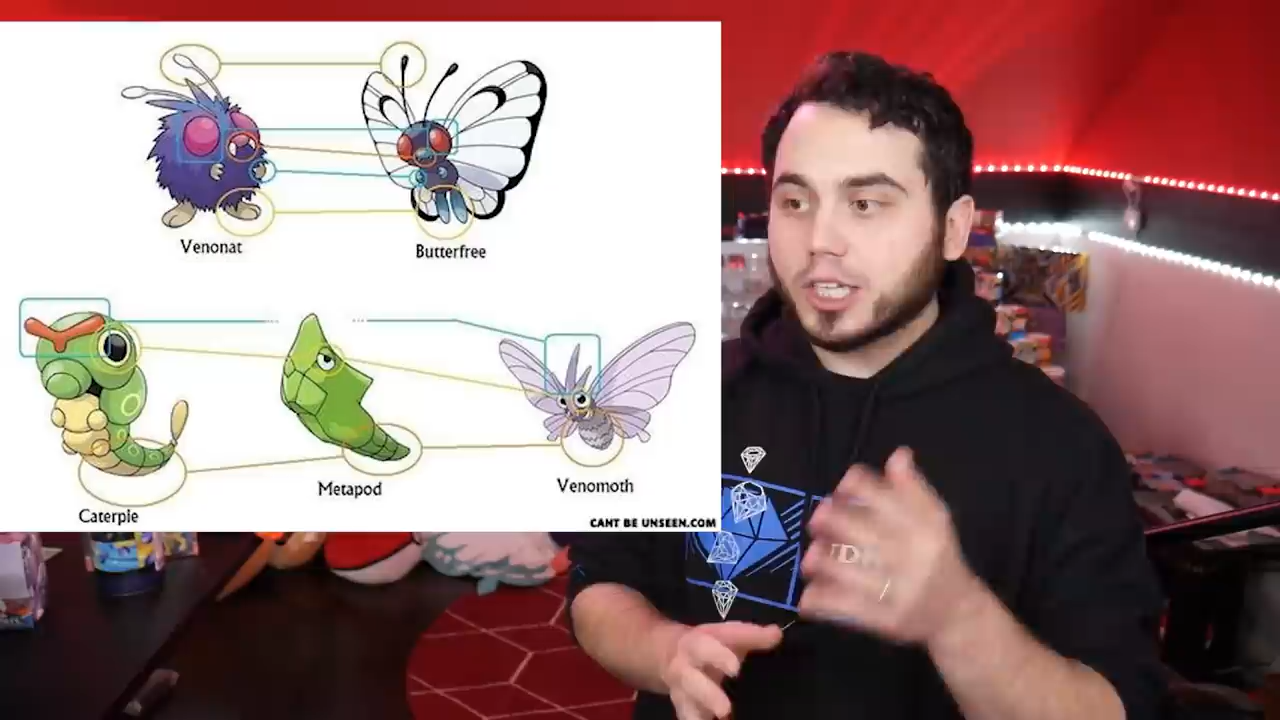 Venonat
Butterfree
Caterpie
Metapod
Venomoth
CANT BE UNSEEN.COM